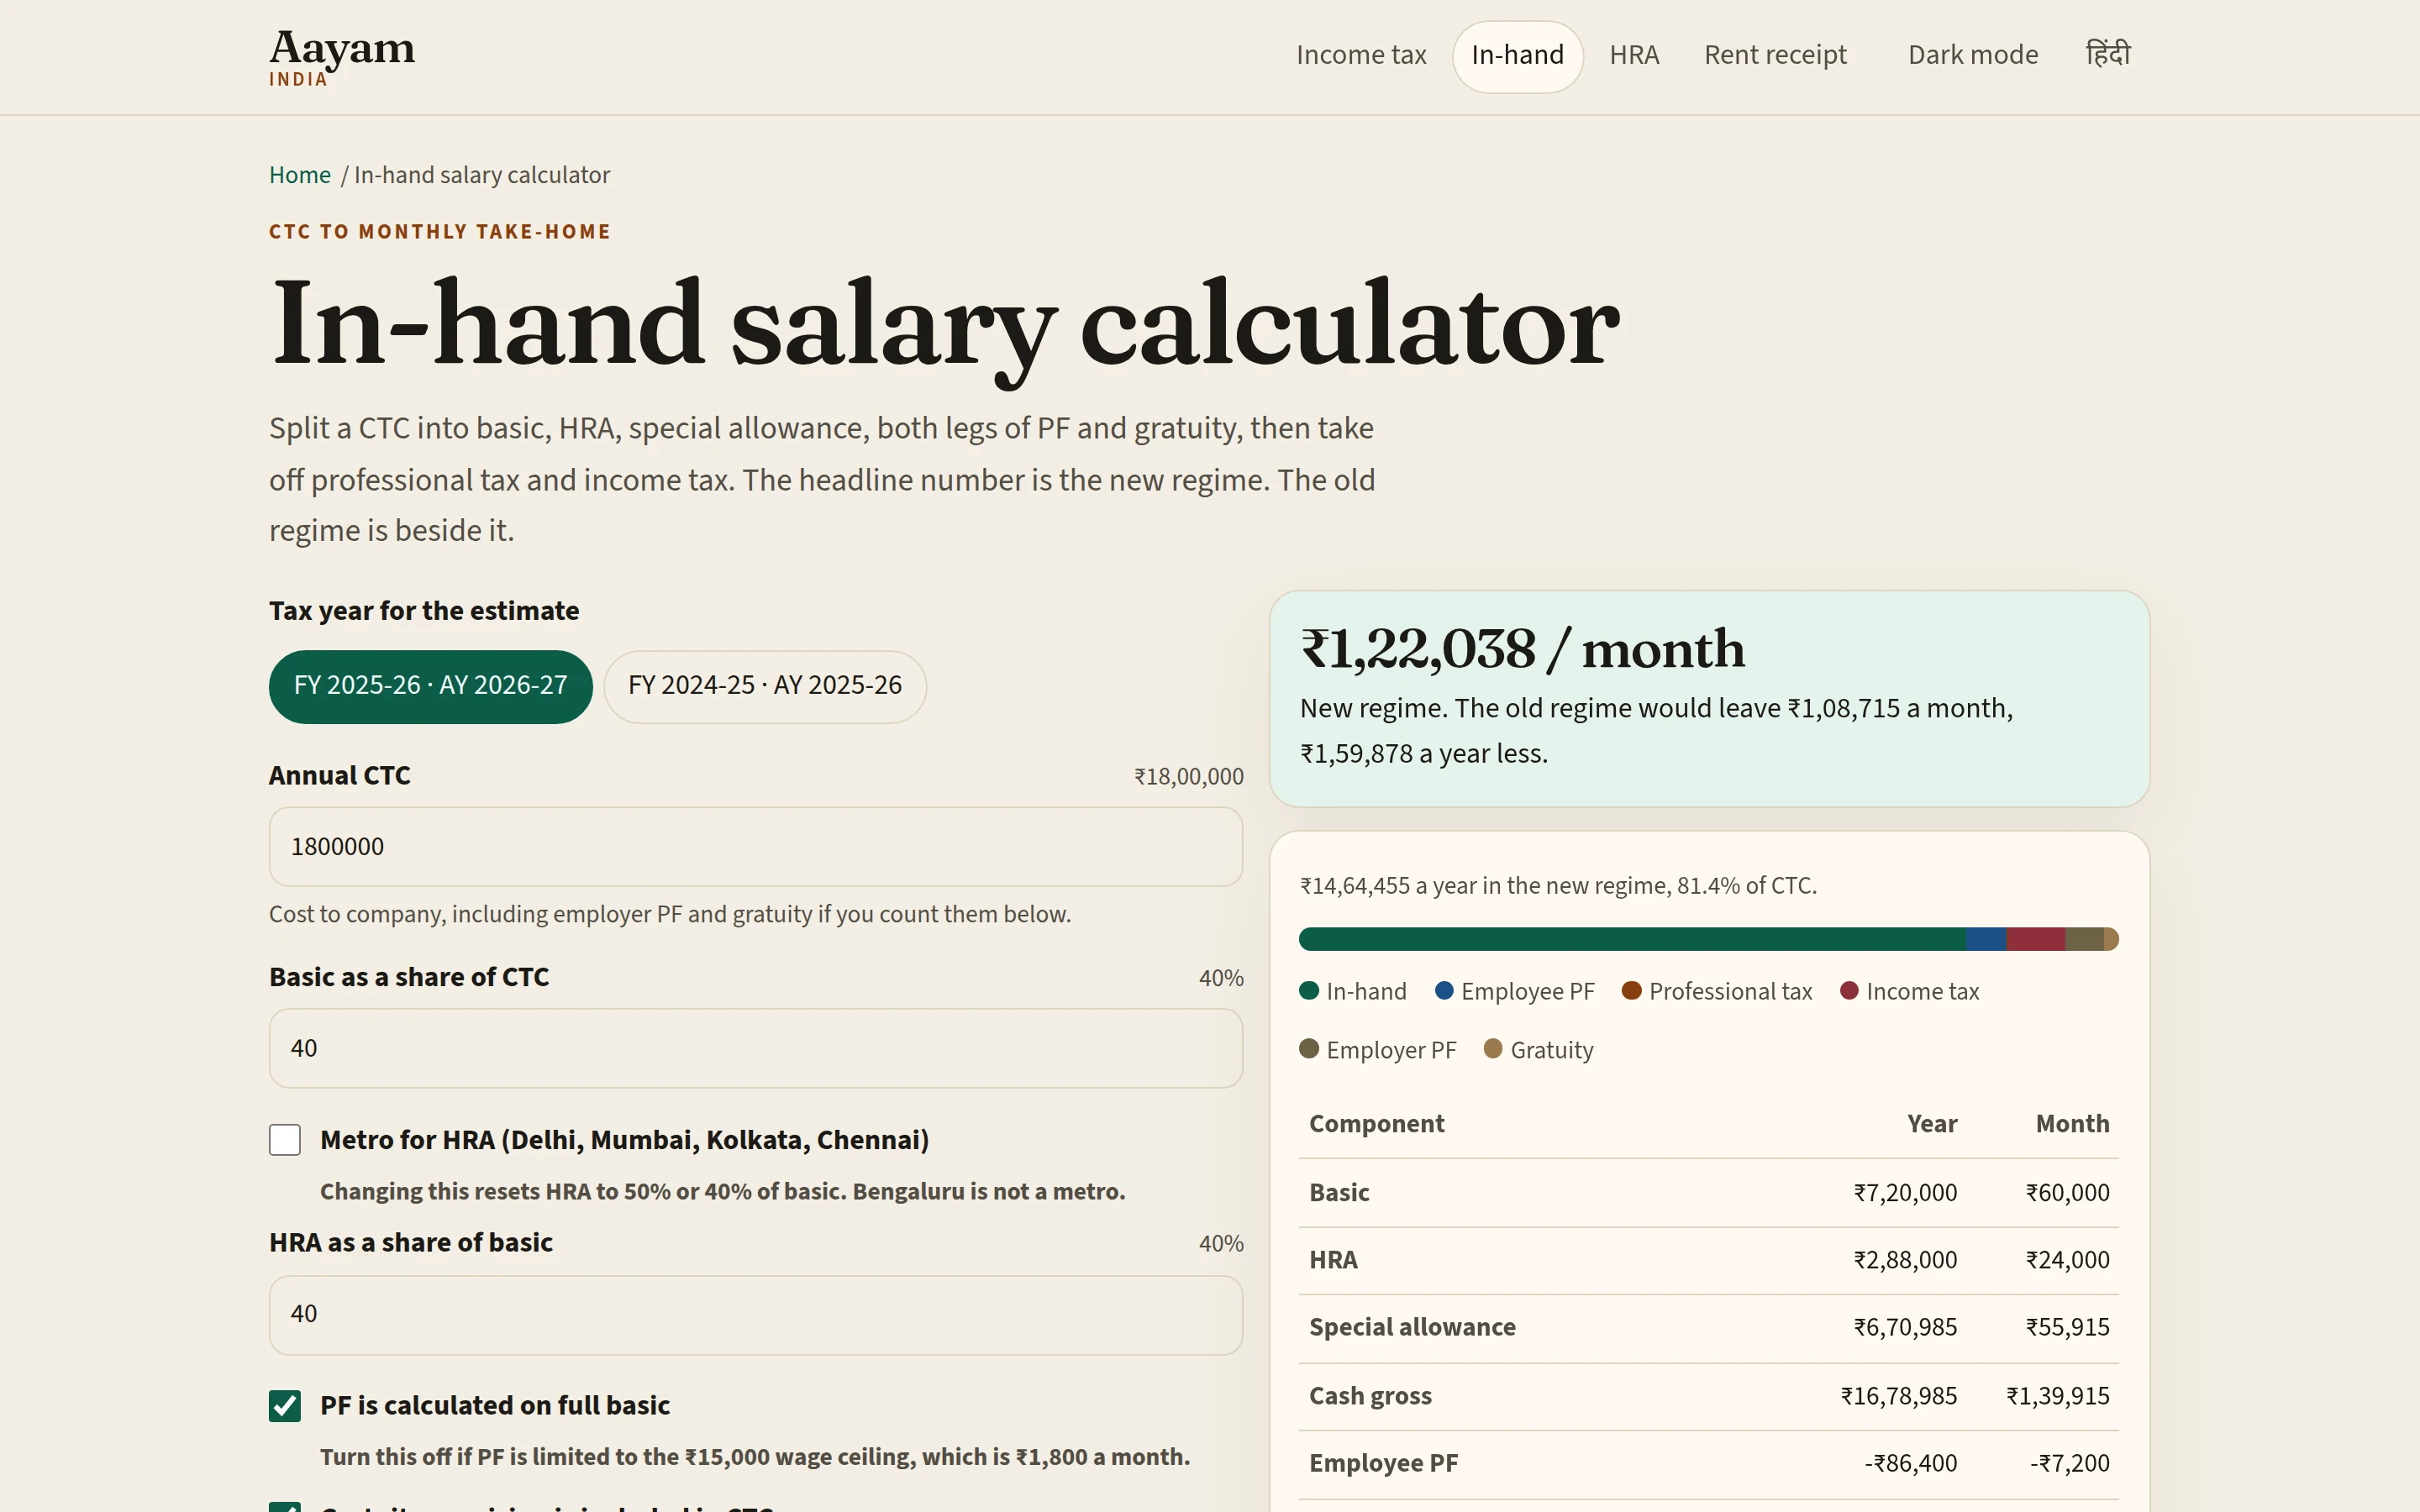 Aayam
INDIA
Income tax
In-hand
HRA
Rent receipt
Dark mode
हिंदी
Home / In-hand salary calculator
CTC TO MONTHLY TAKE-HOME
In-hand salary calculator
Split a CTC into basic, HRA, special allowance, both legs of PF and gratuity, then take
off professional tax and income tax. The headline number is the new regime. The old
regime is beside it.
Tax year for the estimate
FY 2025-26 · AY 2026-27
FY 2024-25 · AY 2025-26
Annual CTC ₹18,00,000
1800000
Cost to company, including employer PF and gratuity if you count them below.
Basic as a share of CTC 40%
40
Metro for HRA (Delhi, Mumbai, Kolkata, Chennai)
Changing this resets HRA to 50% or 40% of basic. Bengaluru is not a metro.
HRA as a share of basic 40%
40
PF is calculated on full basic
Turn this off if PF is limited to the ₹15,000 wage ceiling, which is ₹1,800 a month.
₹1,22,038 / month
New regime. The old regime would leave ₹1,08,715 a month,
₹1,59,878 a year less.
₹14,64,455 a year in the new regime, 81.4% of CTC.
In-hand
Employee PF
Professional tax
Income tax
Employer PF
Gratuity
Component Year Month
Basic ₹7,20,000 ₹60,000
HRA ₹2,88,000 ₹24,000
Special allowance ₹6,70,985 ₹55,915
Cash gross ₹16,78,985 ₹1,39,915
Employee PF -₹86,400 -₹7,200